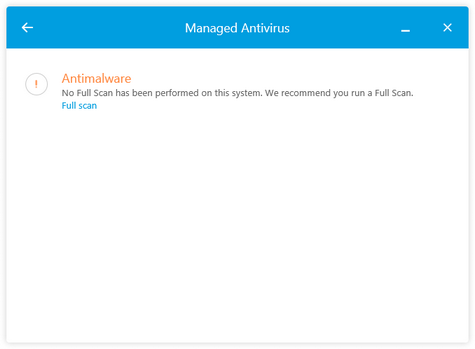 Managed Antivirus
Antimalware
No Full Scan has been performed on this system. We recommend you run a Full Scan.
Full scan